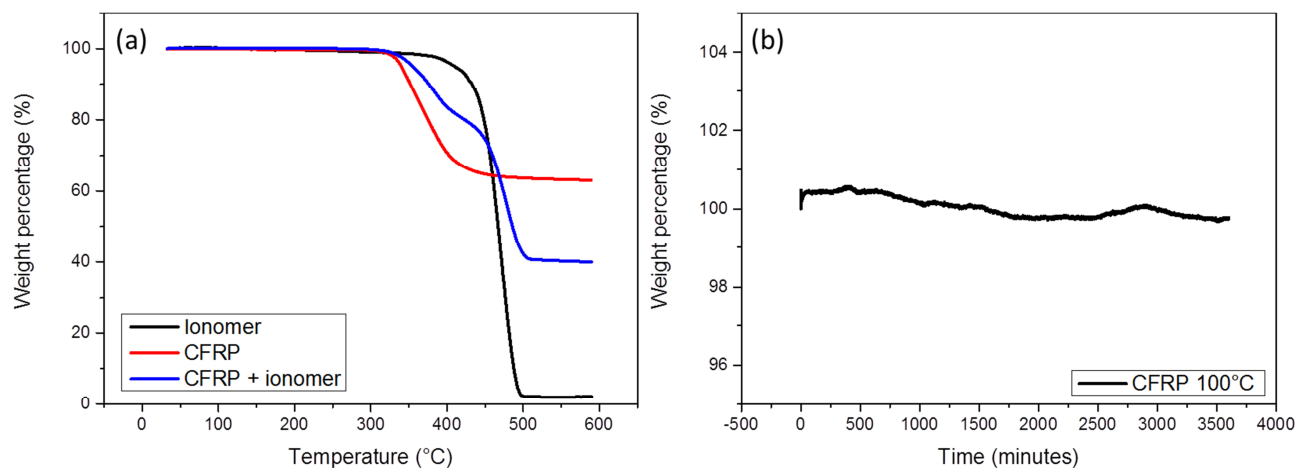 (a)
Weight percentage (%)
100
80
60
40
20
0
Ionomer
CFRP
CFRP + ionomer
0 100 200 300 400 500 600
Temperature (°C)
(b)
Weight percentage (%)
104
102
100
98
96
CFRP 100°C
-500 0 500 1000 1500 2000 2500 3000 3500 4000
Time (minutes)